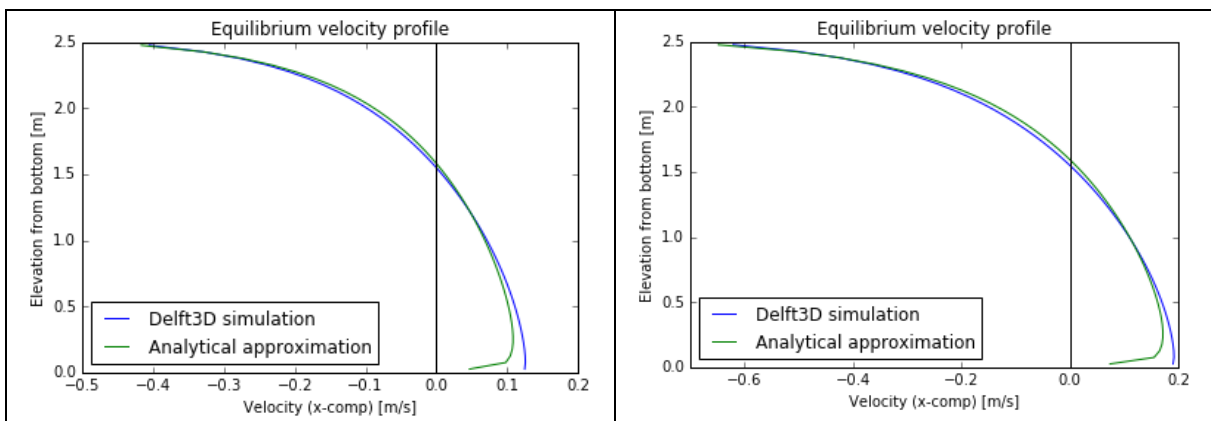 Equilibrium velocity profile
2.5
2.0
1.5
1.0
0.5
0.0
Elevation from bottom [m]
Delft3D simulation
Analytical approximation
−0.5 −0.4 −0.3 −0.2 −0.1 0.0 0.1 0.2
Velocity (x-comp) [m/s]
Equilibrium velocity profile
2.5
2.0
1.5
1.0
0.5
0.0
Elevation from bottom [m]
Delft3D simulation
Analytical approximation
−0.6 −0.4 −0.2 0.0 0.2
Velocity (x-comp) [m/s]